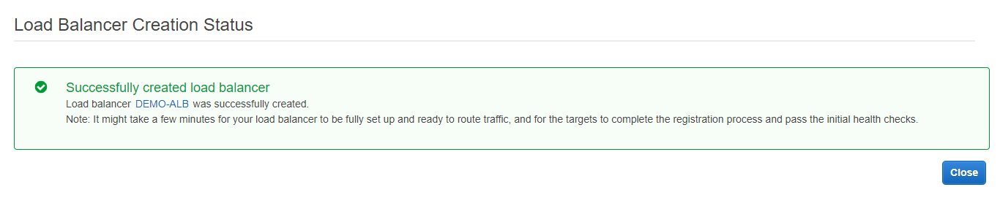 Load Balancer Creation Status
Successfully created load balancer
Load balancer DEMO-ALB was successfully created.
Note: It might take a few minutes for your load balancer to be fully set up and ready to route traffic, and for the targets to complete the registration process and pass the initial health checks.
Close